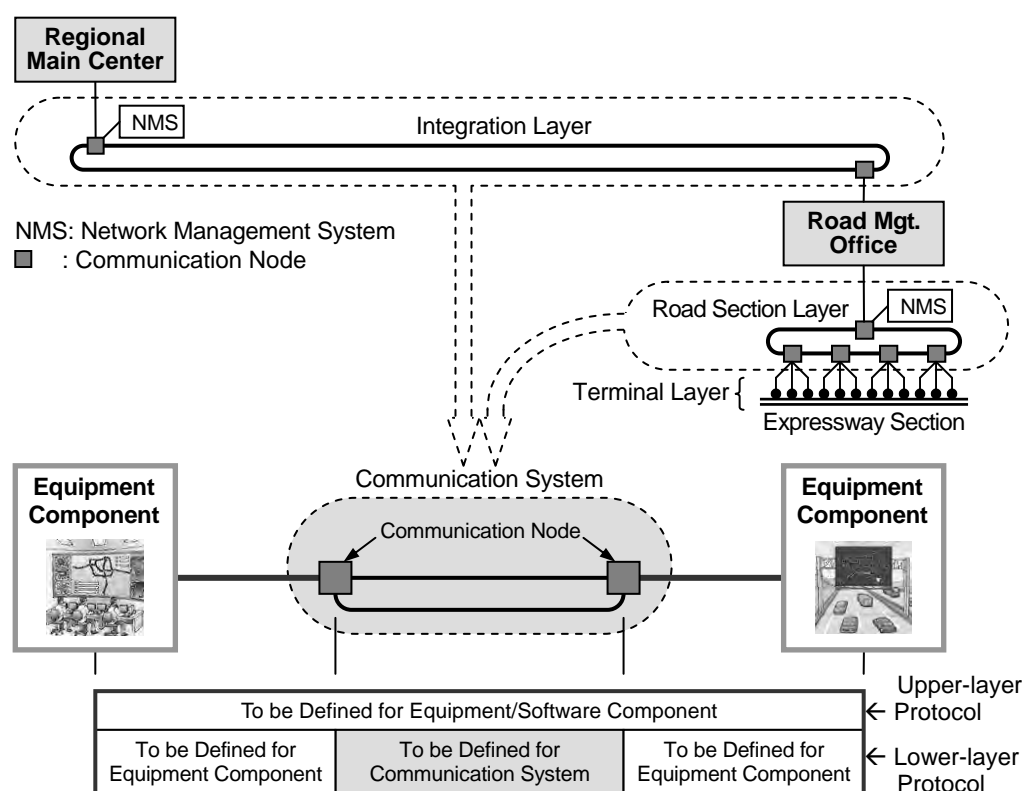 Regional
Main Center
NMS
Integration Layer
NMS: Network Management System
: Communication Node
Road Mgt.
Office
Road Section Layer
NMS
Terminal Layer {
Expressway Section
Communication System
Equipment
Component
Communication Node
Equipment
Component
Upper-layer
Protocol
To be Defined for Equipment/Software Component
To be Defined for
Equipment Component
To be Defined for
Communication System
To be Defined for
Equipment Component
Lower-layer
Protocol